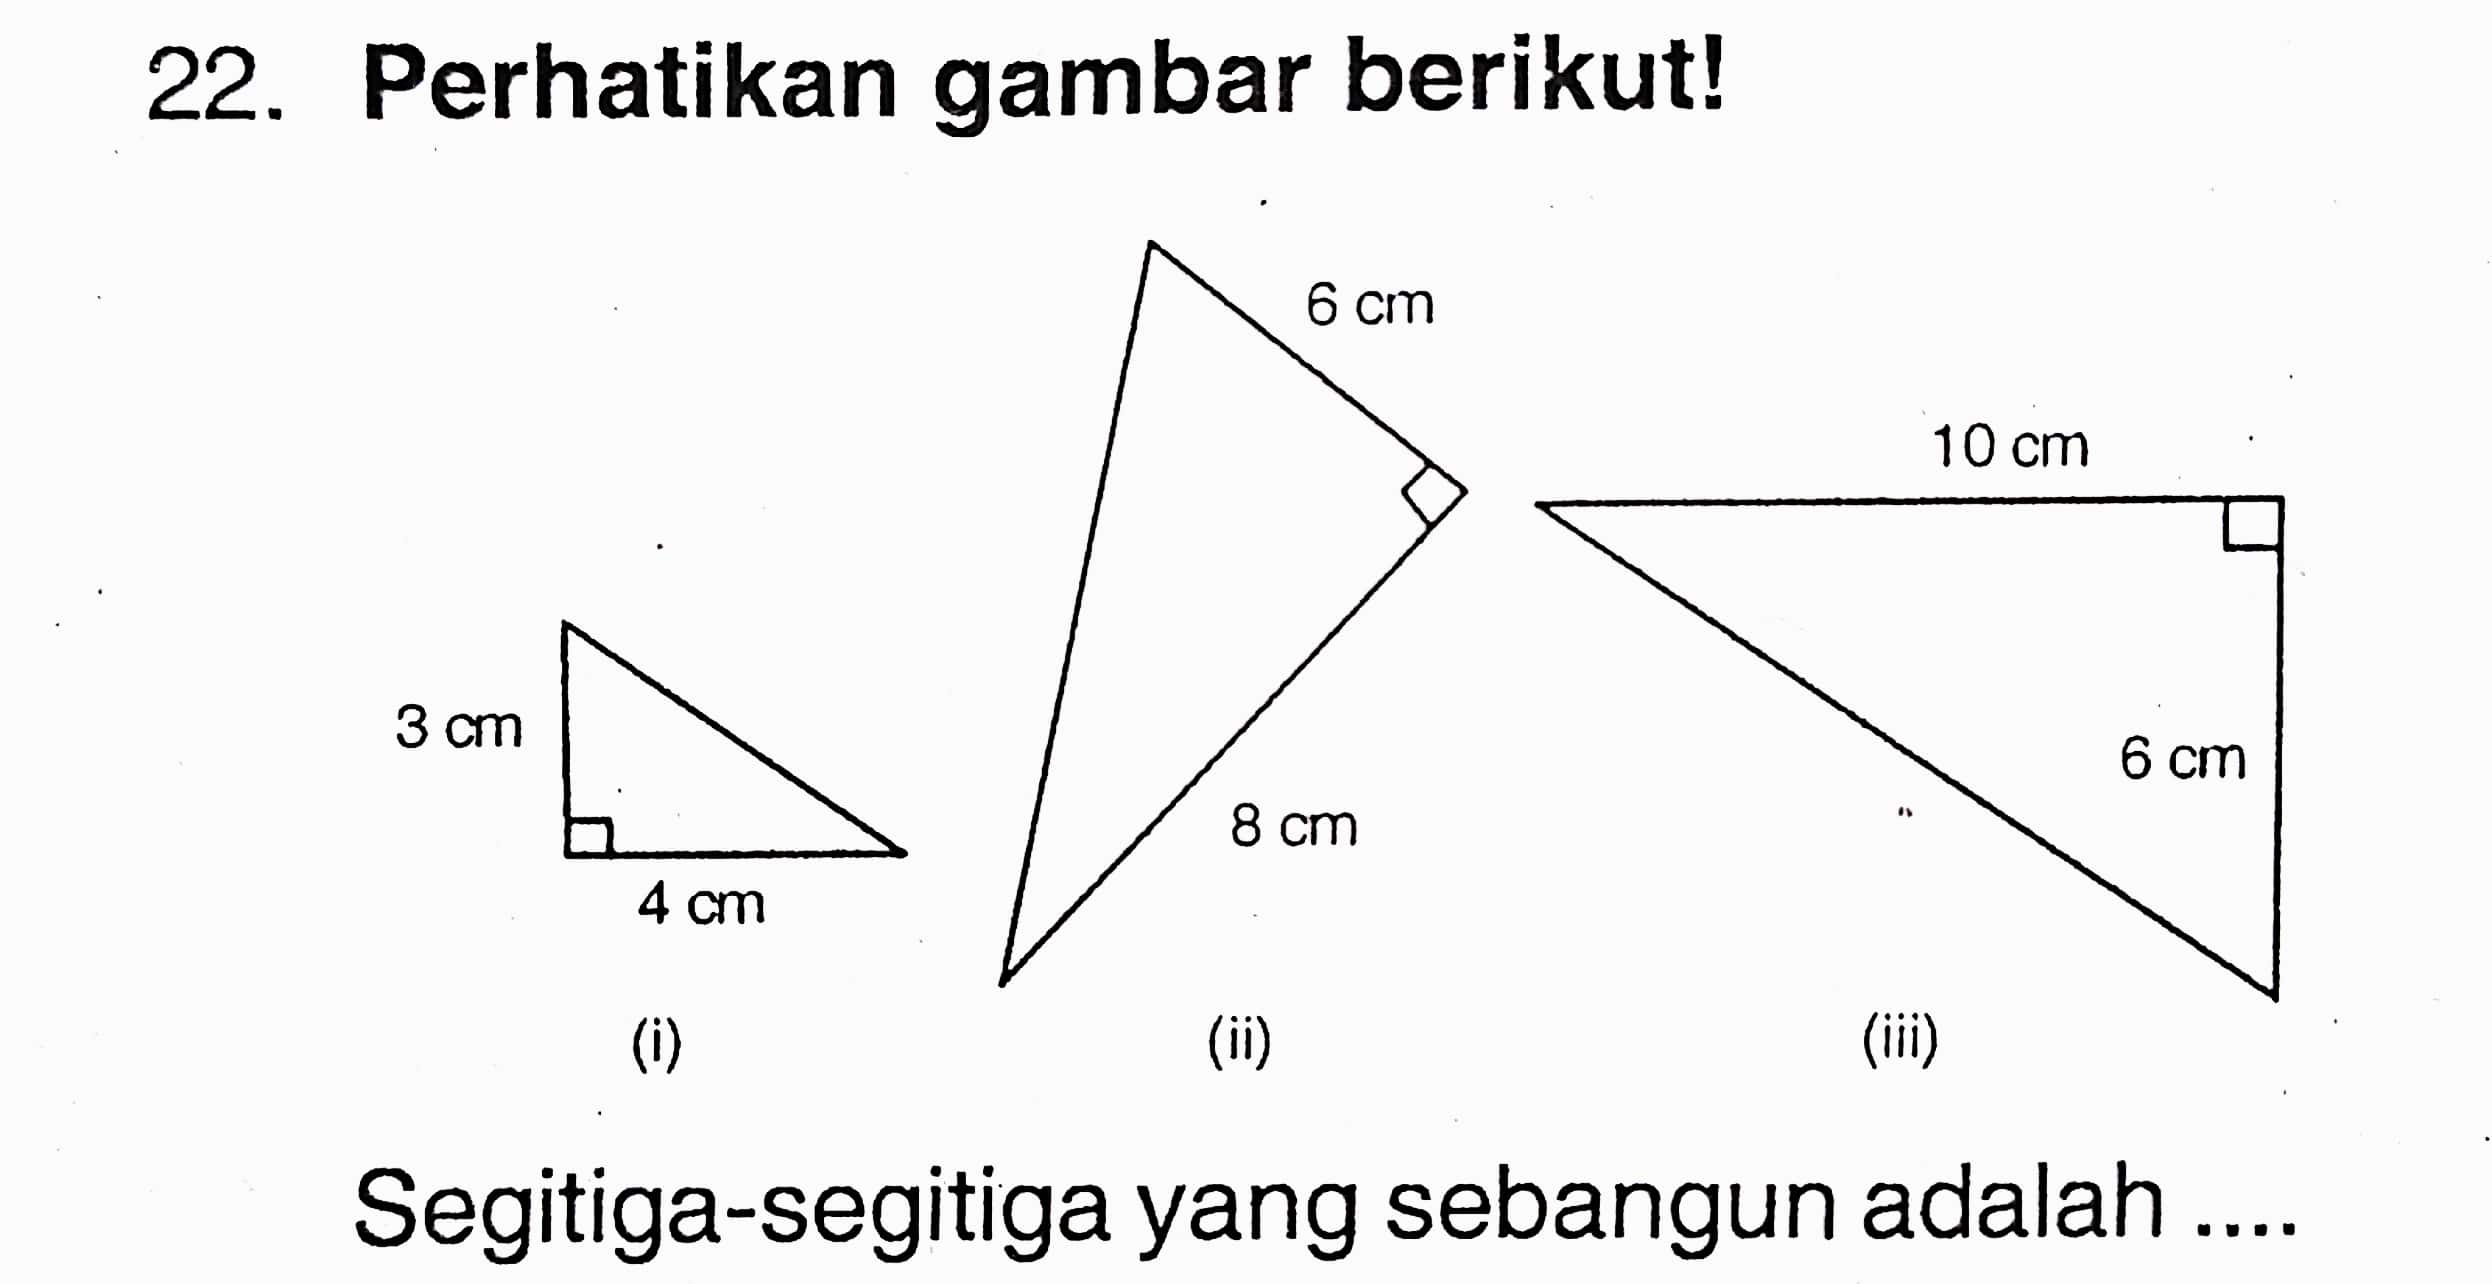 22. Perhatikan gambar berikut!
6 cm
10 cm
3 cm
6 cm
8 cm
4 cm
(i) (ii) (iii)
Segitiga-segitiga yang sebangun adalah ....